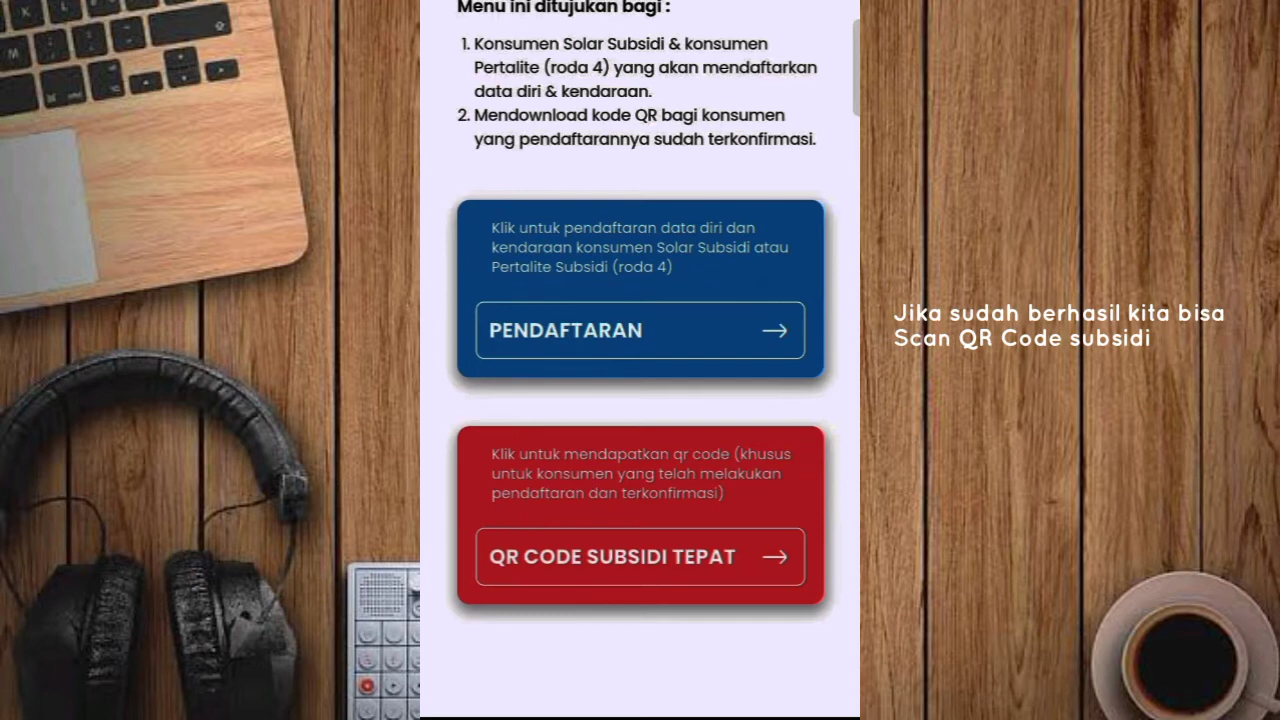 Menu ini ditujukan bagi :
1. Konsumen Solar Subsidi & konsumen
Pertalite (roda 4) yang akan mendaftarkan
data diri & kendaraan.
2. Mendownload kode QR bagi konsumen
yang pendaftarannya sudah terkonfirmasi.
Klik untuk pendaftaran data diri dan
kendaraan konsumen Solar Subsidi atau
Pertalite Subsidi (roda 4)
PENDAFTARAN
Klik untuk mendapatkan qr code (khusus
untuk konsumen yang telah melakukan
pendaftaran dan terkonfirmasi)
QR CODE SUBSIDI TEPAT
Jika sudah berhasil kita bisa
Scan QR Code subsidi